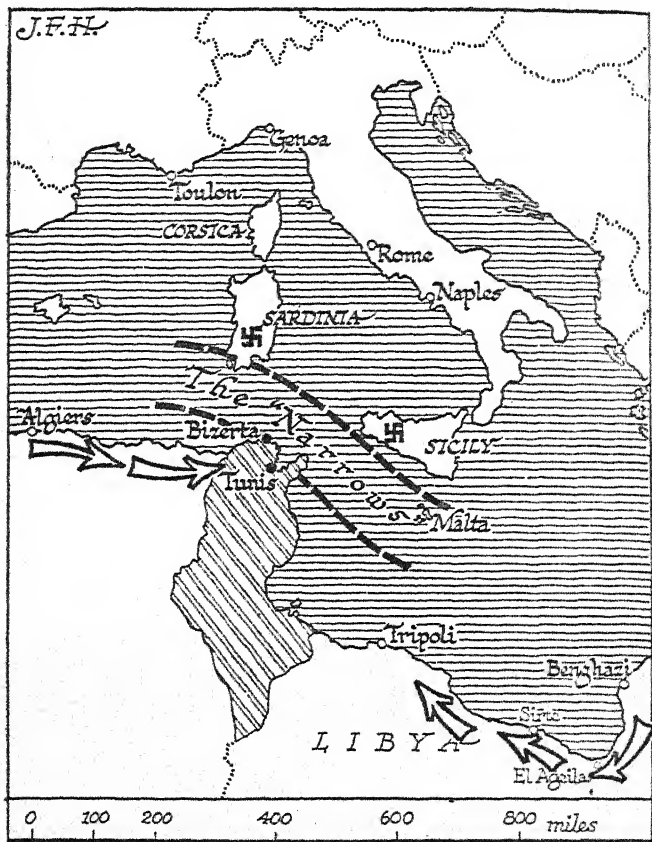 J.F.H.
Genoa
Toulon
CORSICA
Rome
Naples
SARDINIA
The "Narrows"
Algiers
Bizerta
SICILY
Tunis
Malta
Tripoli
Benghazi
Sirte
LIBYA
El Ageila
0 100 200 400 600 800 miles